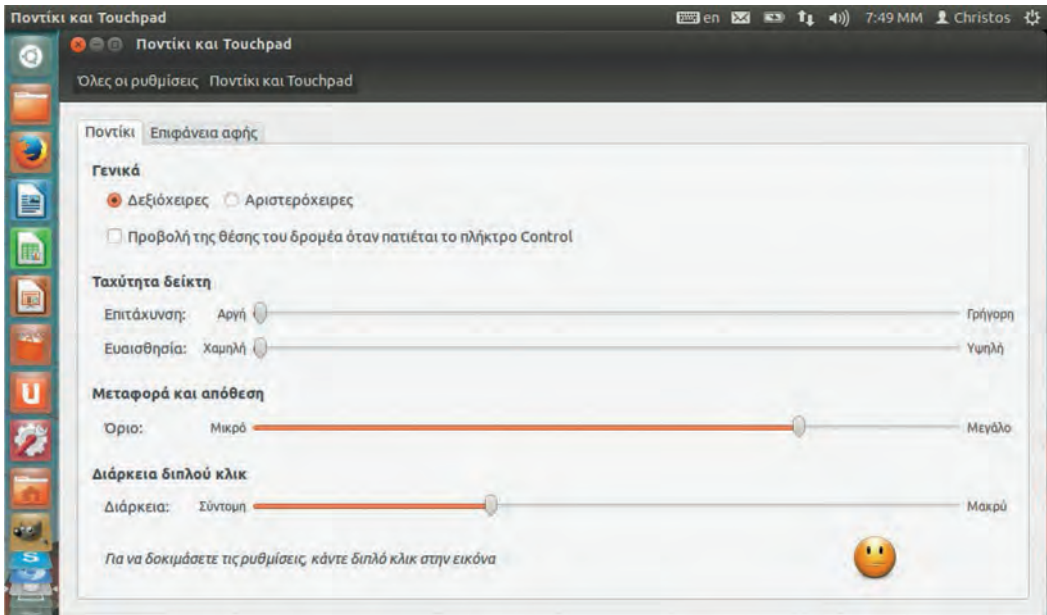 Ποντίκι και Touchpad
en 7:49 ΜΜ Christos
Ποντίκι και Touchpad
Όλες οι ρυθμίσεις Ποντίκι και Touchpad
Ποντίκι Επιφάνεια αφής
Γενικά
Δεξιόχειρες Αριστερόχειρες
Προβολή της θέσης του δρομέα όταν πατιέται το πλήκτρο Control
Ταχύτητα δείκτη
Επιτάχυνση: Αργή Γρήγορη
Ευαισθησία: Χαμηλή Υψηλή
Μεταφορά και απόθεση
Όριο: Μικρό Μεγάλο
Διάρκεια διπλού κλικ
Διάρκεια: Σύντομη Μακρύ
Για να δοκιμάσετε τις ρυθμίσεις, κάντε διπλό κλικ στην εικόνα